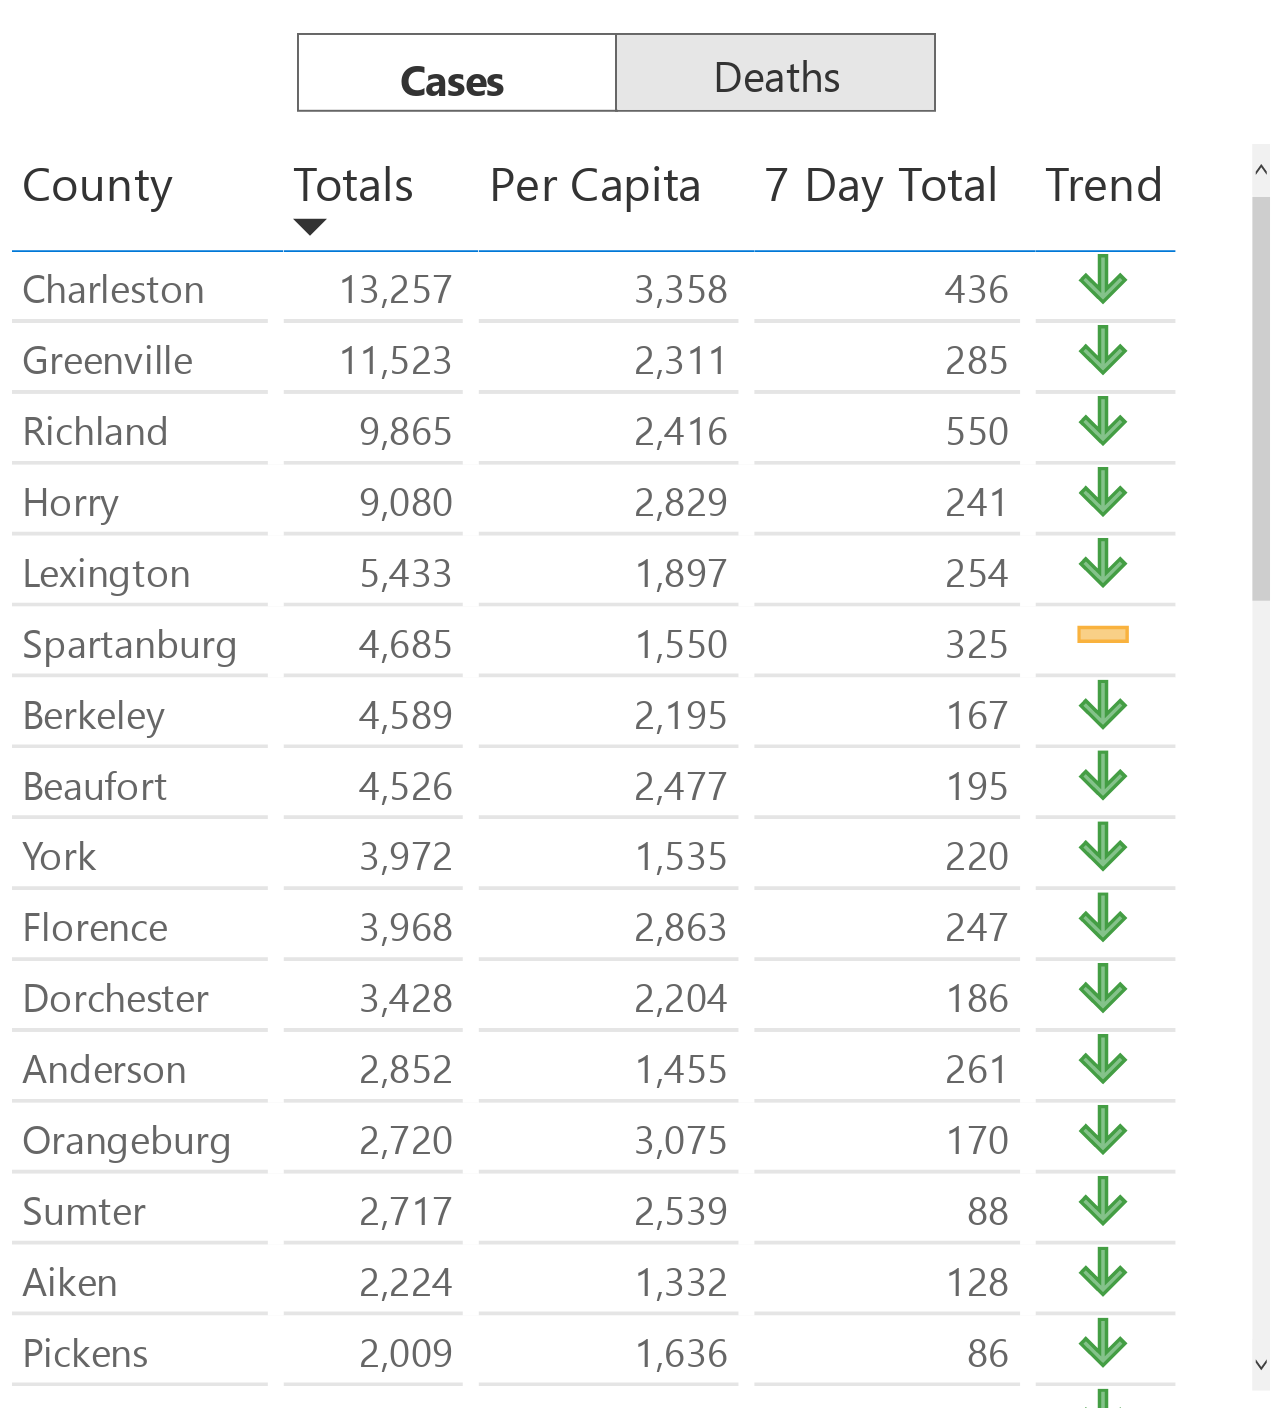 Cases Deaths
County Totals Per Capita 7 Day Total Trend
Charleston 13,257 3,358 436
Greenville 11,523 2,311 285
Richland 9,865 2,416 550
Horry 9,080 2,829 241
Lexington 5,433 1,897 254
Spartanburg 4,685 1,550 325
Berkeley 4,589 2,195 167
Beaufort 4,526 2,477 195
York 3,972 1,535 220
Florence 3,968 2,863 247
Dorchester 3,428 2,204 186
Anderson 2,852 1,455 261
Orangeburg 2,720 3,075 170
Sumter 2,717 2,539 88
Aiken 2,224 1,332 128
Pickens 2,009 1,636 86